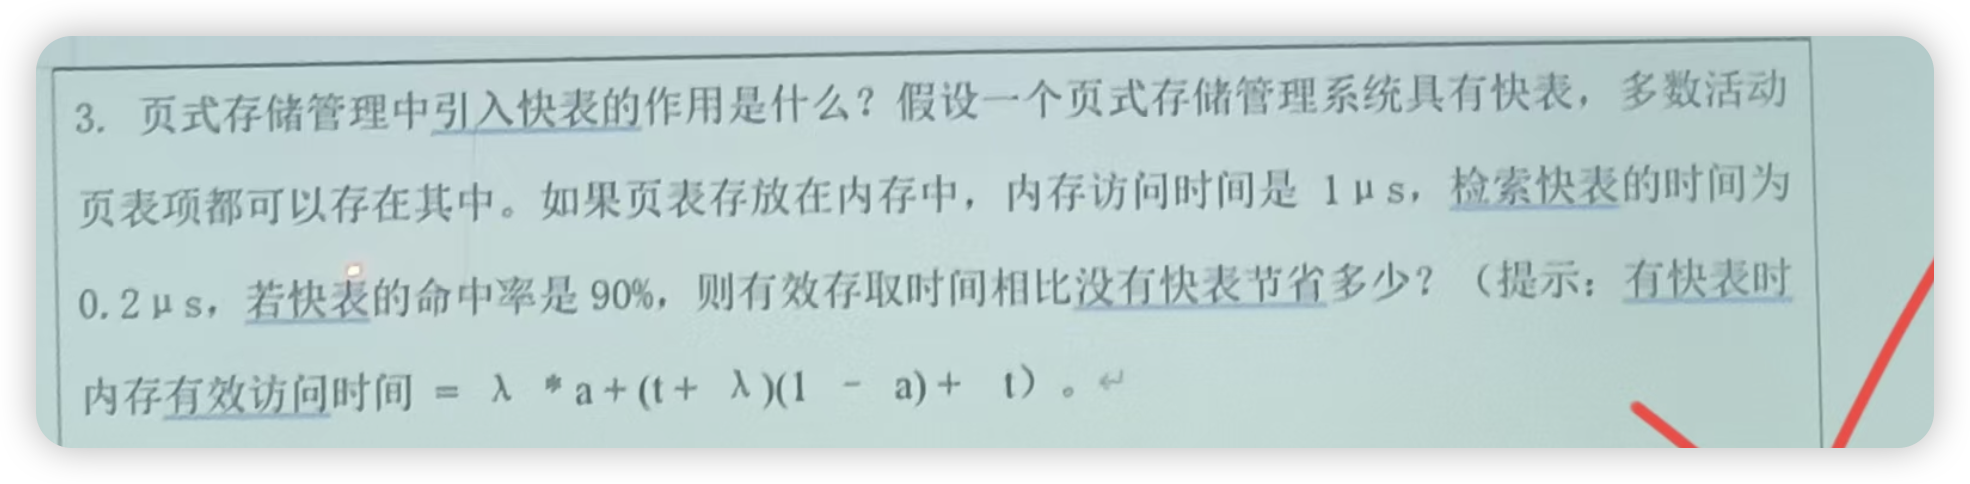 3. 页式存储管理中引入快表的作用是什么？假设一个页式存储管理系统具有快表，多数活动
页表项都可以存在其中。如果页表存放在内存中，内存访问时间是 1μs，检索快表的时间为
0.2μs，若快表的命中率是 90%，则有效存取时间相比没有快表节省多少？（提示：有快表时
内存有效访问时间 = λ *a+(t+ λ)(1 - a)+ t）。↵